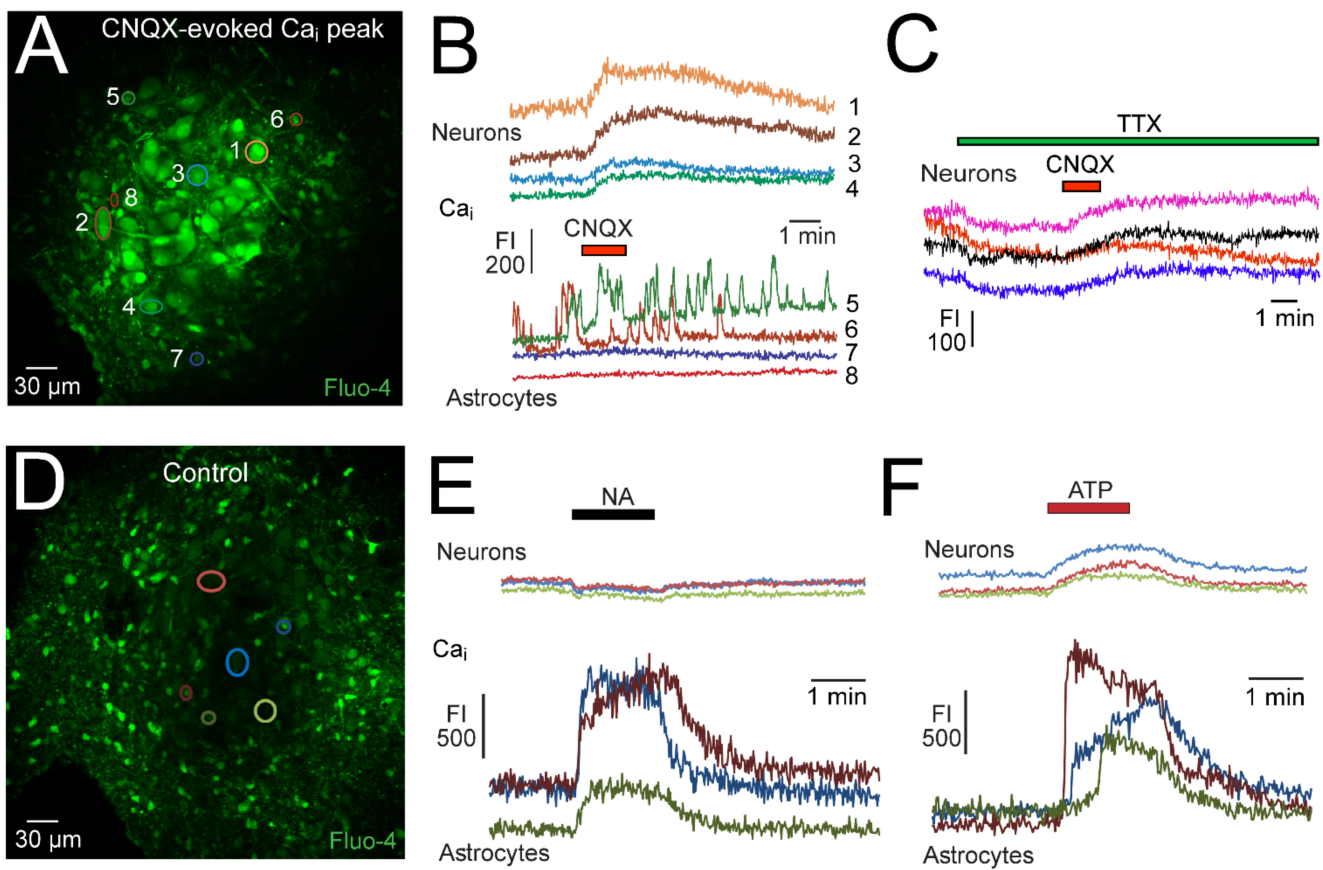 A
CNQX-evoked Cai peak
5
6
1
3
8
2
4
7
30 µm
Fluo-4
B
1
Neurons
2
3
4
Cai
CNQX
1 min
FI
200
5
6
7
8
Astrocytes
C
TTX
CNQX
Neurons
FI
100
1 min
D
Control
30 µm
Fluo-4
E
NA
Neurons
Cai
1 min
FI
500
Astrocytes
F
ATP
Neurons
1 min
FI
500
Astrocytes